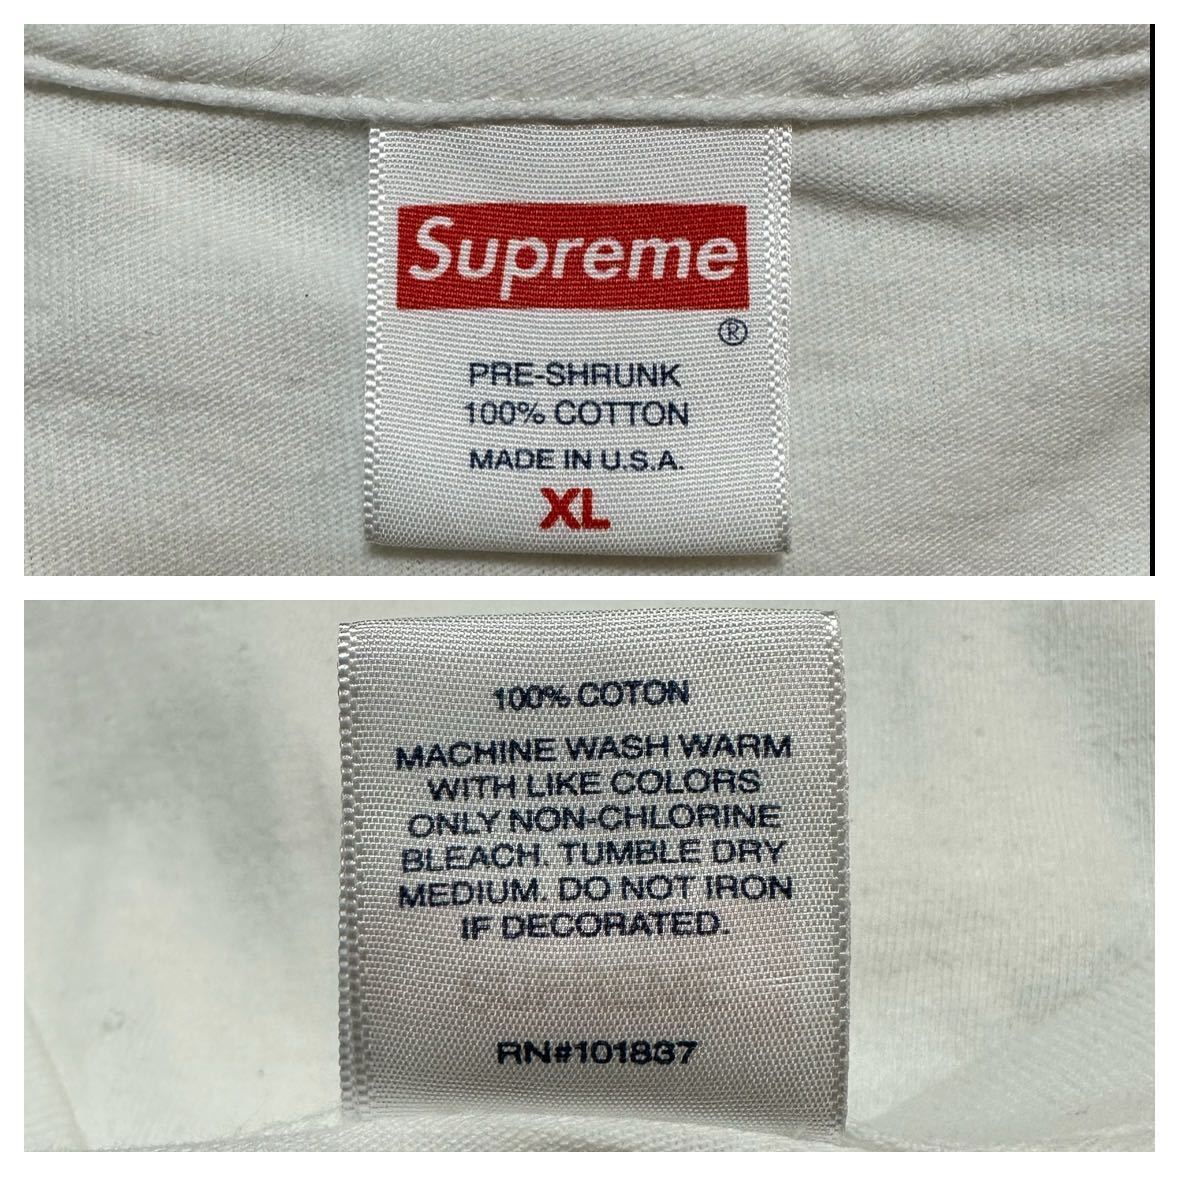 Supreme
®
PRE-SHRUNK
100% COTTON
MADE IN U.S.A.
XL
100% COTON
MACHINE WASH WARM
WITH LIKE COLORS
ONLY NON-CHLORINE
BLEACH. TUMBLE DRY
MEDIUM. DO NOT IRON
IF DECORATED.
RN#101837